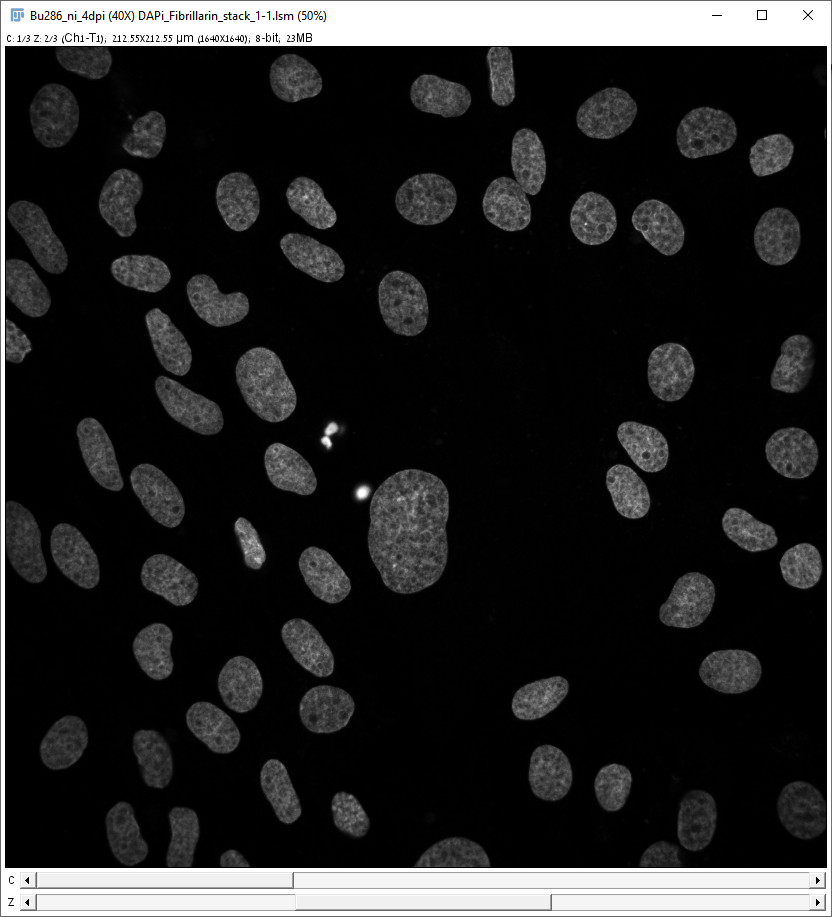 Bu286_ni_4dpi (40X) DAPi_Fibrillarin_stack_1-1.lsm (50%)
C: 1/3 Z: 2/3 (Ch1-T1); 212.55x212.55 µm (1640x1640); 8-bit; 23MB
C
Z